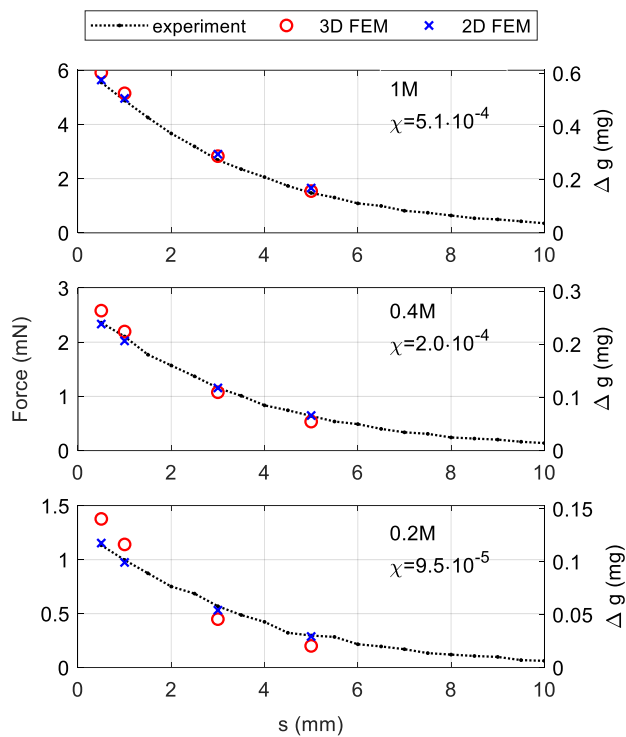 experiment 3D FEM 2D FEM
6
4
2
0
0 2 4 6 8 10
1M
χ=5.1·10-4
0.6
0.4
0.2
0
Δ g (mg)
3
2
1
0
0 2 4 6 8 10
Force (mN)
0.4M
χ=2.0·10-4
0.3
0.2
0.1
0
Δ g (mg)
1.5
1
0.5
0
0 2 4 6 8 10
0.2M
χ=9.5·10-5
0.15
0.1
0.05
0
Δ g (mg)
s (mm)